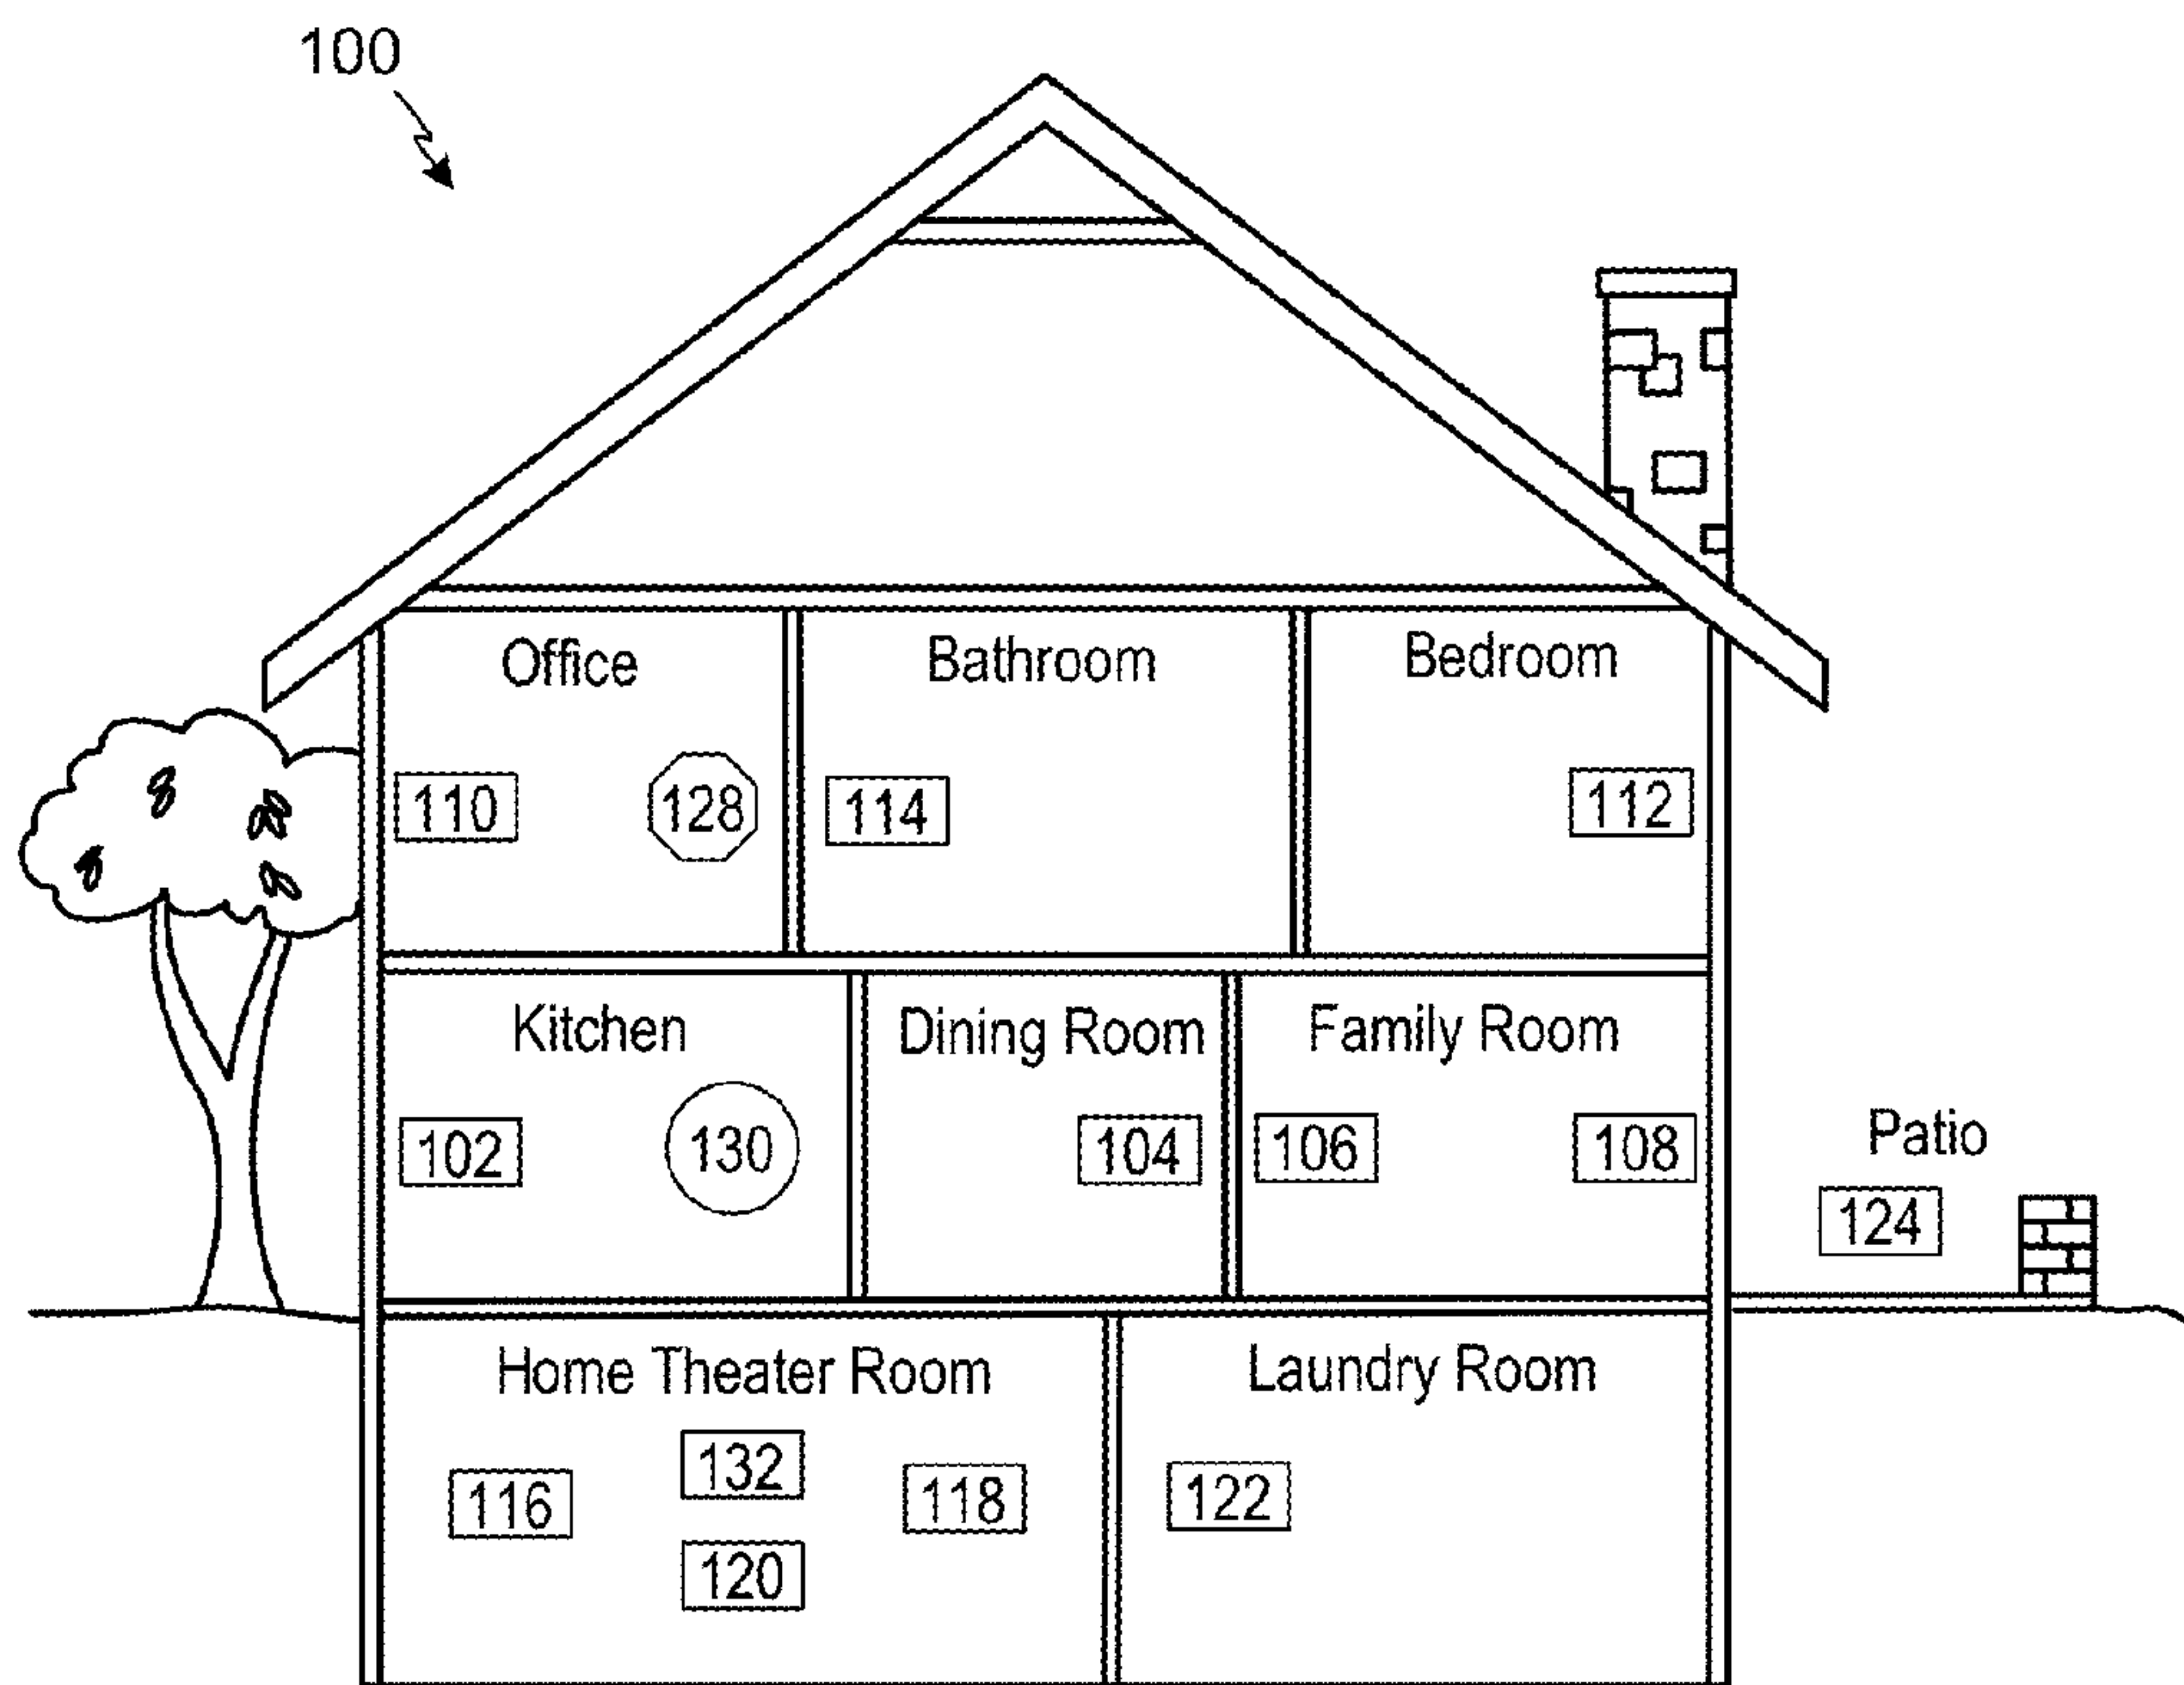 100
Office
Bathroom
Bedroom
110
128
114
112
Kitchen
Dining Room
Family Room
102
130
104
106
108
Patio
124
Home Theater Room
Laundry Room
116
132
118
120
122